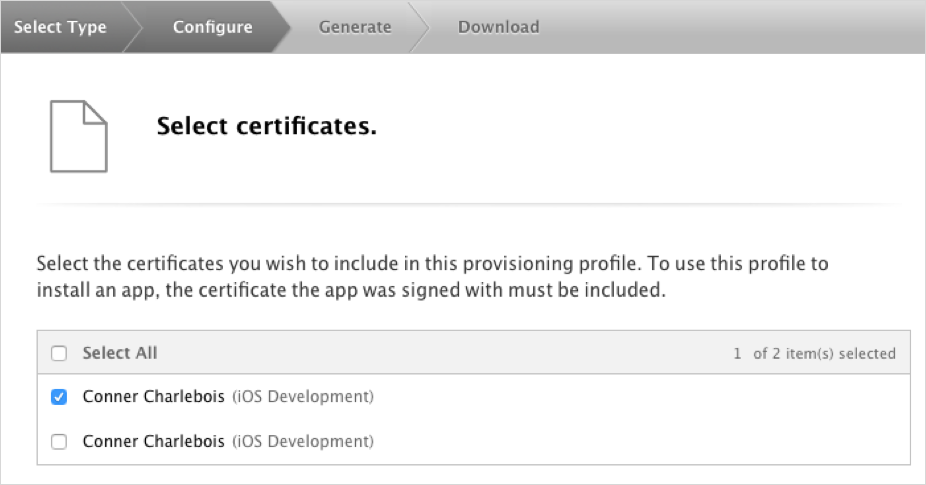 Select Type Configure Generate Download
Select certificates.
Select the certificates you wish to include in this provisioning profile. To use this profile to
install an app, the certificate the app was signed with must be included.
Select All 1 of 2 item(s) selected
Conner Charlebois (iOS Development)
Conner Charlebois (iOS Development)